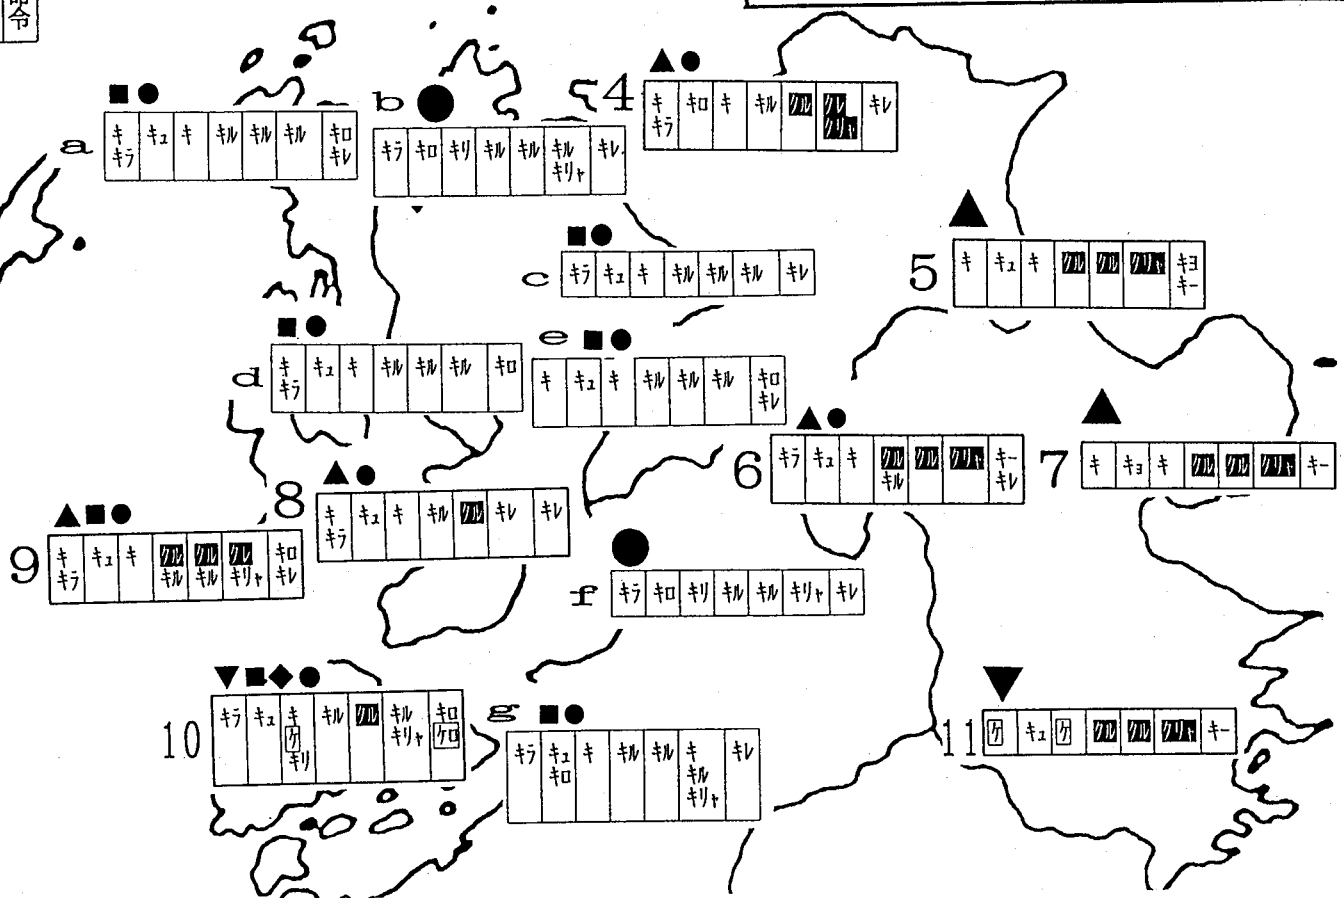 令
a
キ キュ キ キル キル キル キロ
キラ キレ
b
キラ キロ キリ キル キル キル キレ
キリャ
4
キ キロ キ キル クル クレ キレ
キラ クリャ
c
キラ キュ キ キル キル キル キレ
5
キ キュ キ クル クル クリャ キヨ
キー
d
キ キュ キ キル キル キル キロ
キラ
e
キ キュ キ キル キル キル キロ
キレ
6
キラ キュ キ クル クル クリャ キー
キル キレ
7
キ キョ キ クル クル クリャ キー
8
キ キュ キ キル クル キレ キレ
キラ
9
キ キュ キ クル クル クレ キロ
キラ キル キル キリャ キレ
f
キラ キロ キリ キル キル キリャ キレ
10
キラ キュ キ キル クル キル キロ
ケ キリャ ケロ
キリ
g
キラ キュ キ キル キル キ キレ
キロ キル
キリャ
11
ケ キュ ケ クル クル クリャ キー